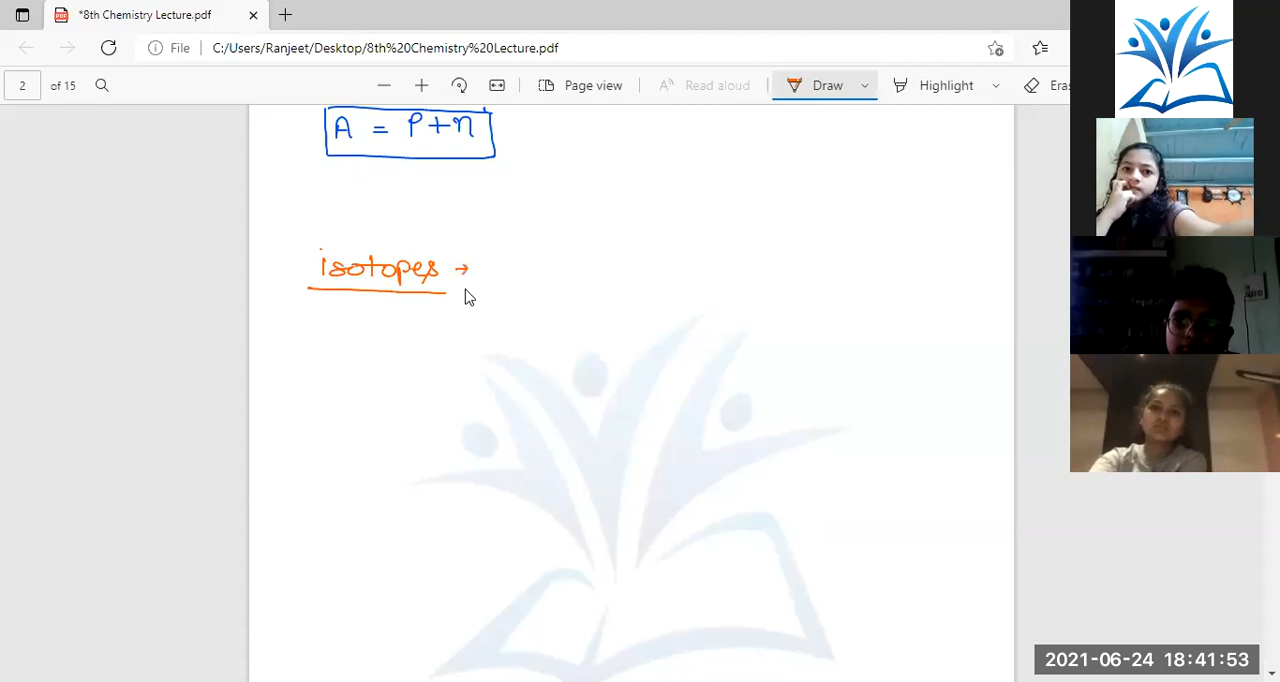 *8th Chemistry Lecture.pdf
File C:/Users/Ranjeet/Desktop/8th%20Chemistry%20Lecture.pdf
2 of 15 Page view Read aloud Draw Highlight Eras
A = P+n
isotopes →
2021-06-24 18:41:53